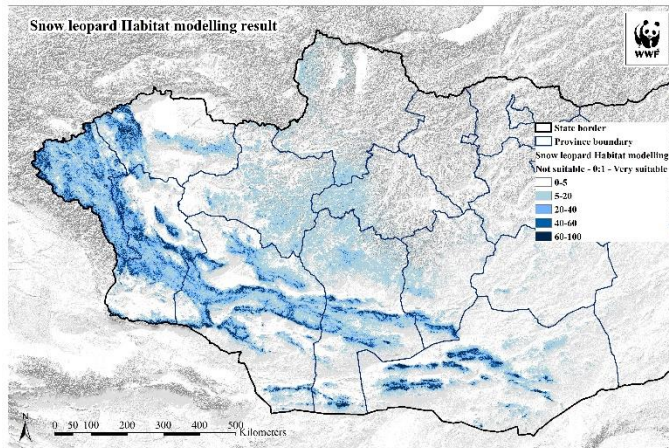 Snow leopard Habitat modelling result
WWF
State border
Province boundary
Snow leopard Habitat modelling
Not suitable - 0:1 - Very suitable
0-5
5-20
20-40
40-60
60-100
N
0 50 100 200 300 400 500
Kilometers